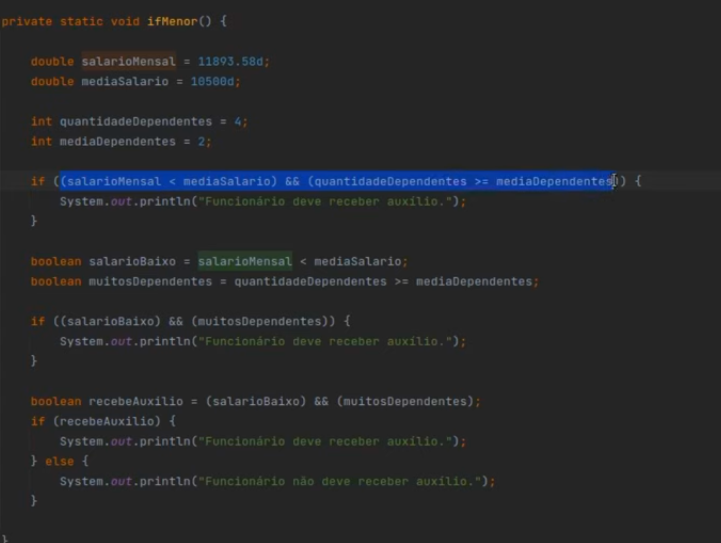 private static void ifMenor() {
double salarioMensal = 11893.58d;
double mediaSalario = 10500d;
int quantidadeDependentes = 4;
int mediaDependentes = 2;
if ((salarioMensal < mediaSalario) && (quantidadeDependentes >= mediaDependentes)) {
System.out.println("Funcionário deve receber auxílio.");
}
boolean salarioBaixo = salarioMensal < mediaSalario;
boolean muitosDependentes = quantidadeDependentes >= mediaDependentes;
if ((salarioBaixo) && (muitosDependentes)) {
System.out.println("Funcionário deve receber auxílio.");
}
boolean recebeAuxilio = (salarioBaixo) && (muitosDependentes);
if (recebeAuxilio) {
System.out.println("Funcionário deve receber auxílio.");
} else {
System.out.println("Funcionário não deve receber auxílio.");
}
}